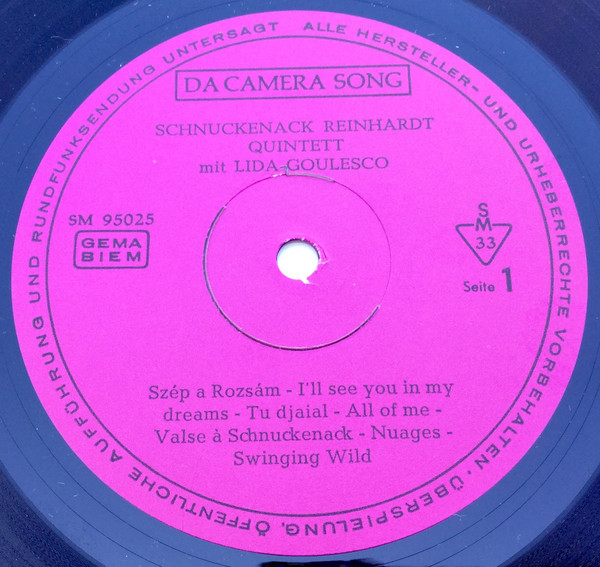 ALLE HERSTELLER- UND URHEBERRECHTE VORBEHALTEN · ÜBERSPIELUNG, ÖFFENTLICHE AUFFÜHRUNG UND RUNDFUNKSENDUNG UNTERSAGT
DA CAMERA SONG
SCHNUCKENACK REINHARDT
QUINTETT
mit LIDA GOULESCO
SM 95025
GEMA
BIEM
S
M
33
Seite 1
Szép a Rozsám - I'll see you in my
dreams - Tu djaial - All of me -
Valse à Schnuckenack - Nuages -
Swinging Wild